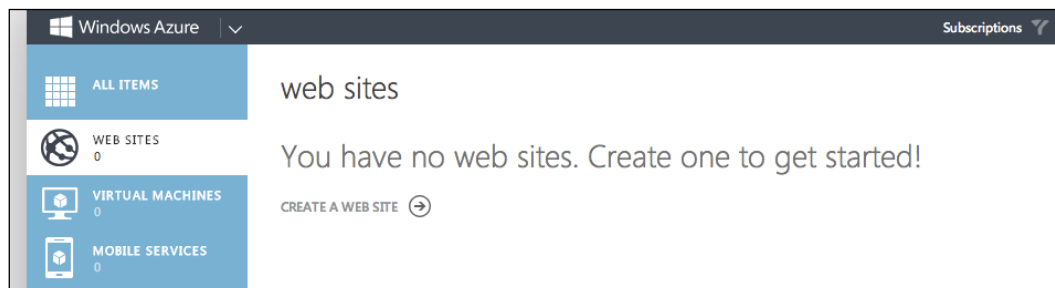 Windows Azure
Subscriptions
ALL ITEMS
WEB SITES
0
VIRTUAL MACHINES
0
MOBILE SERVICES
0
web sites
You have no web sites. Create one to get started!
CREATE A WEB SITE